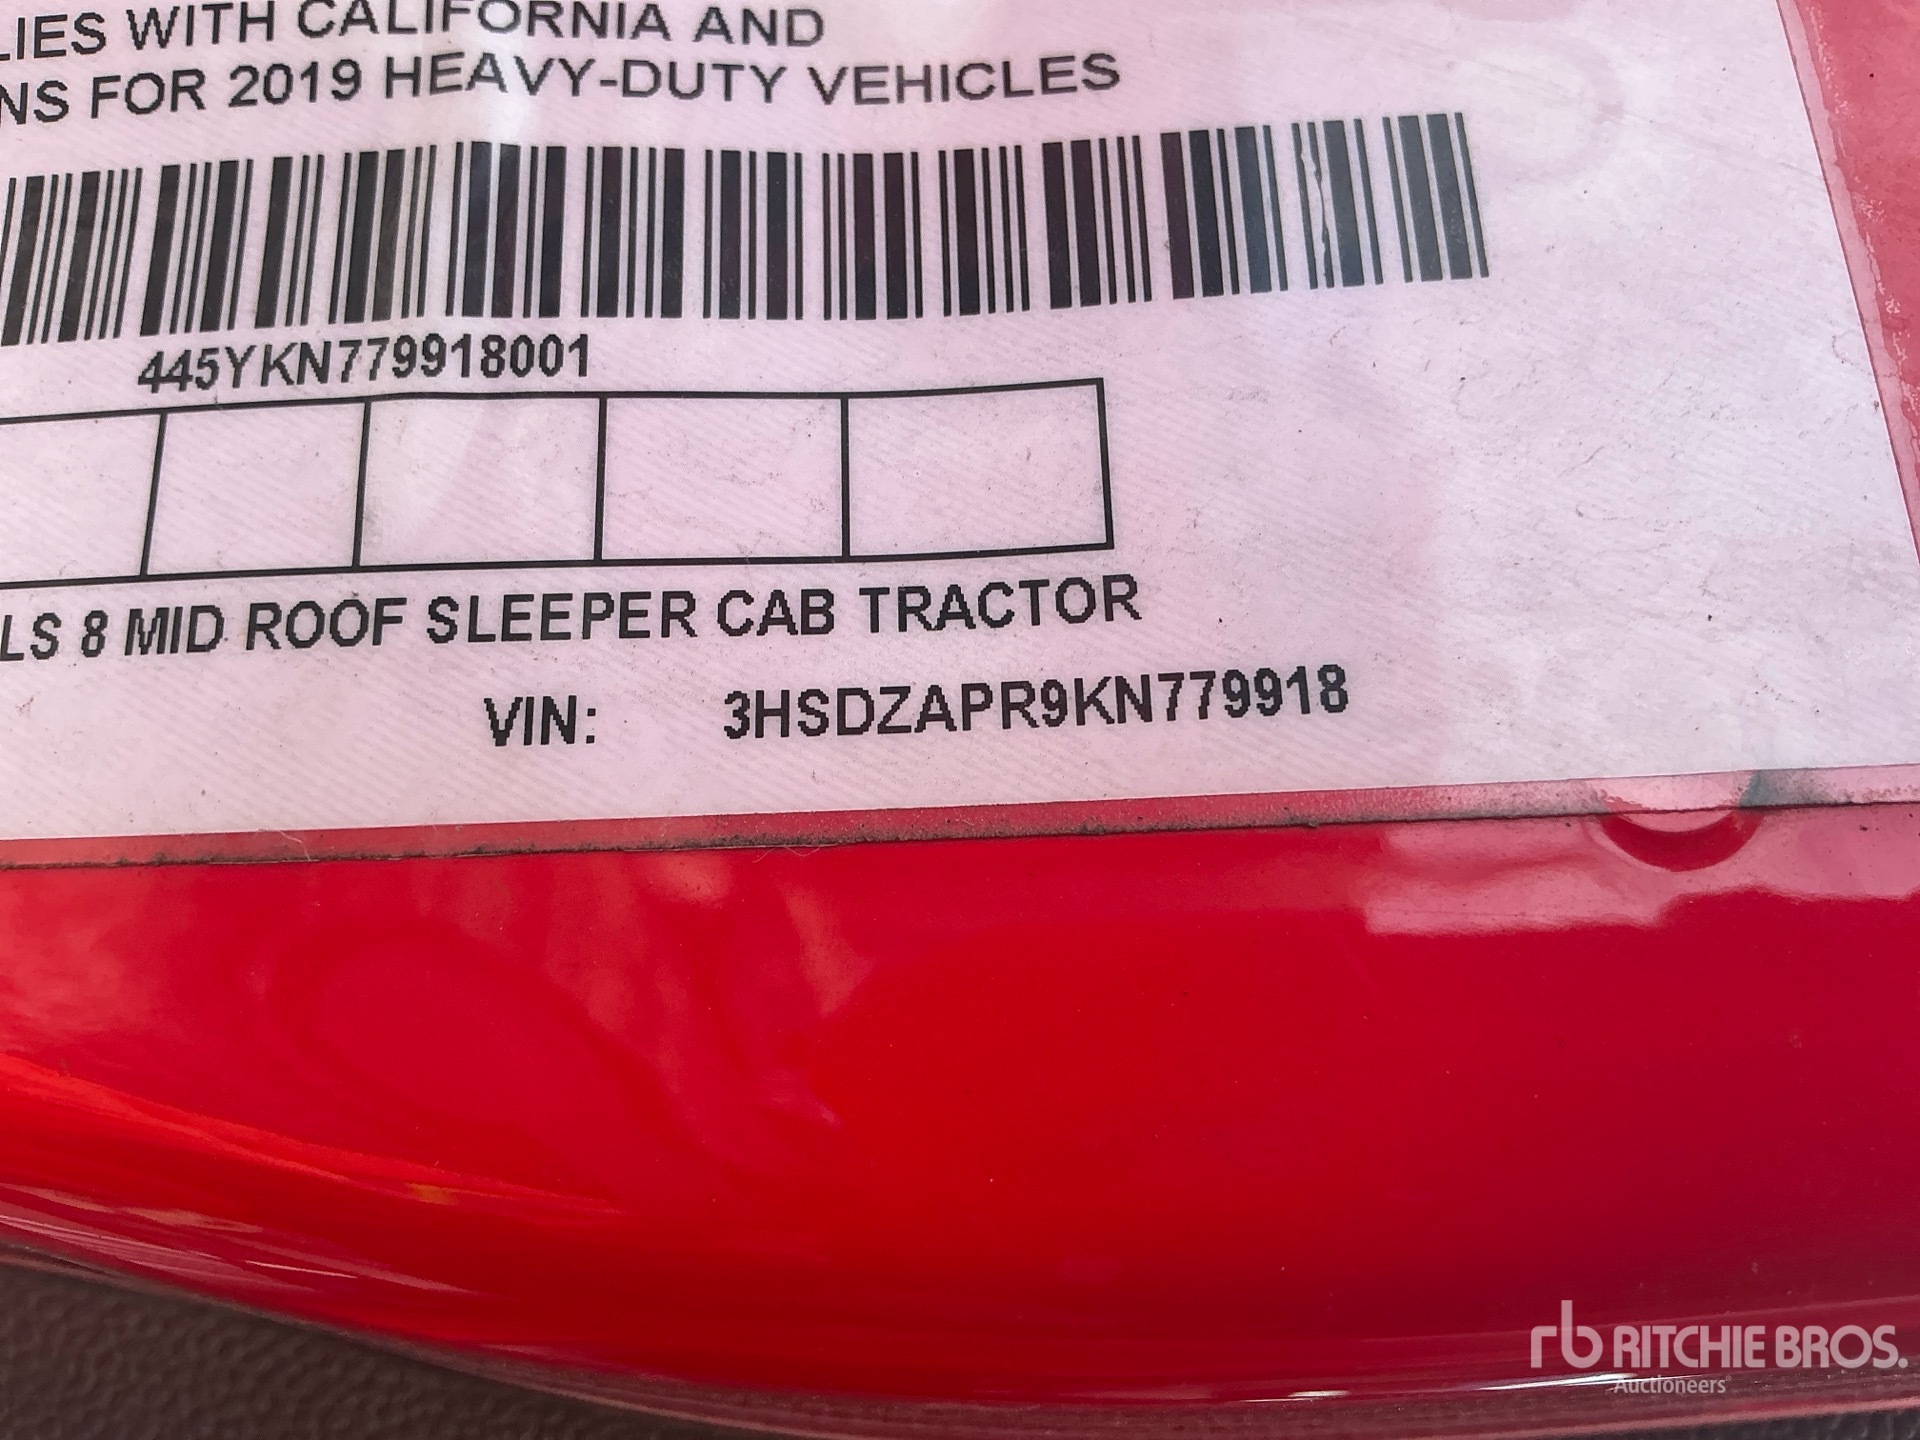 LIES WITH CALIFORNIA AND
NS FOR 2019 HEAVY-DUTY VEHICLES
445YKN779918001
LS 8 MID ROOF SLEEPER CAB TRACTOR
VIN: 3HSDZAPR9KN779918
rb RITCHIE BROS.
Auctioneers